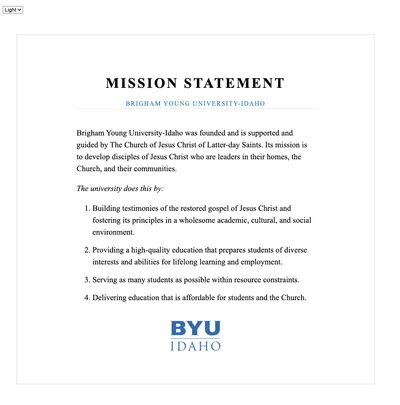 Light
MISSION STATEMENT
BRIGHAM YOUNG UNIVERSITY-IDAHO
Brigham Young University-Idaho was founded and is supported and
guided by The Church of Jesus Christ of Latter-day Saints. Its mission is
to develop disciples of Jesus Christ who are leaders in their homes, the
Church, and their communities.
The university does this by:
1. Building testimonies of the restored gospel of Jesus Christ and
fostering its principles in a wholesome academic, cultural, and social
environment.
2. Providing a high-quality education that prepares students of diverse
interests and abilities for lifelong learning and employment.
3. Serving as many students as possible within resource constraints.
4. Delivering education that is affordable for students and the Church.
BYU
IDAHO